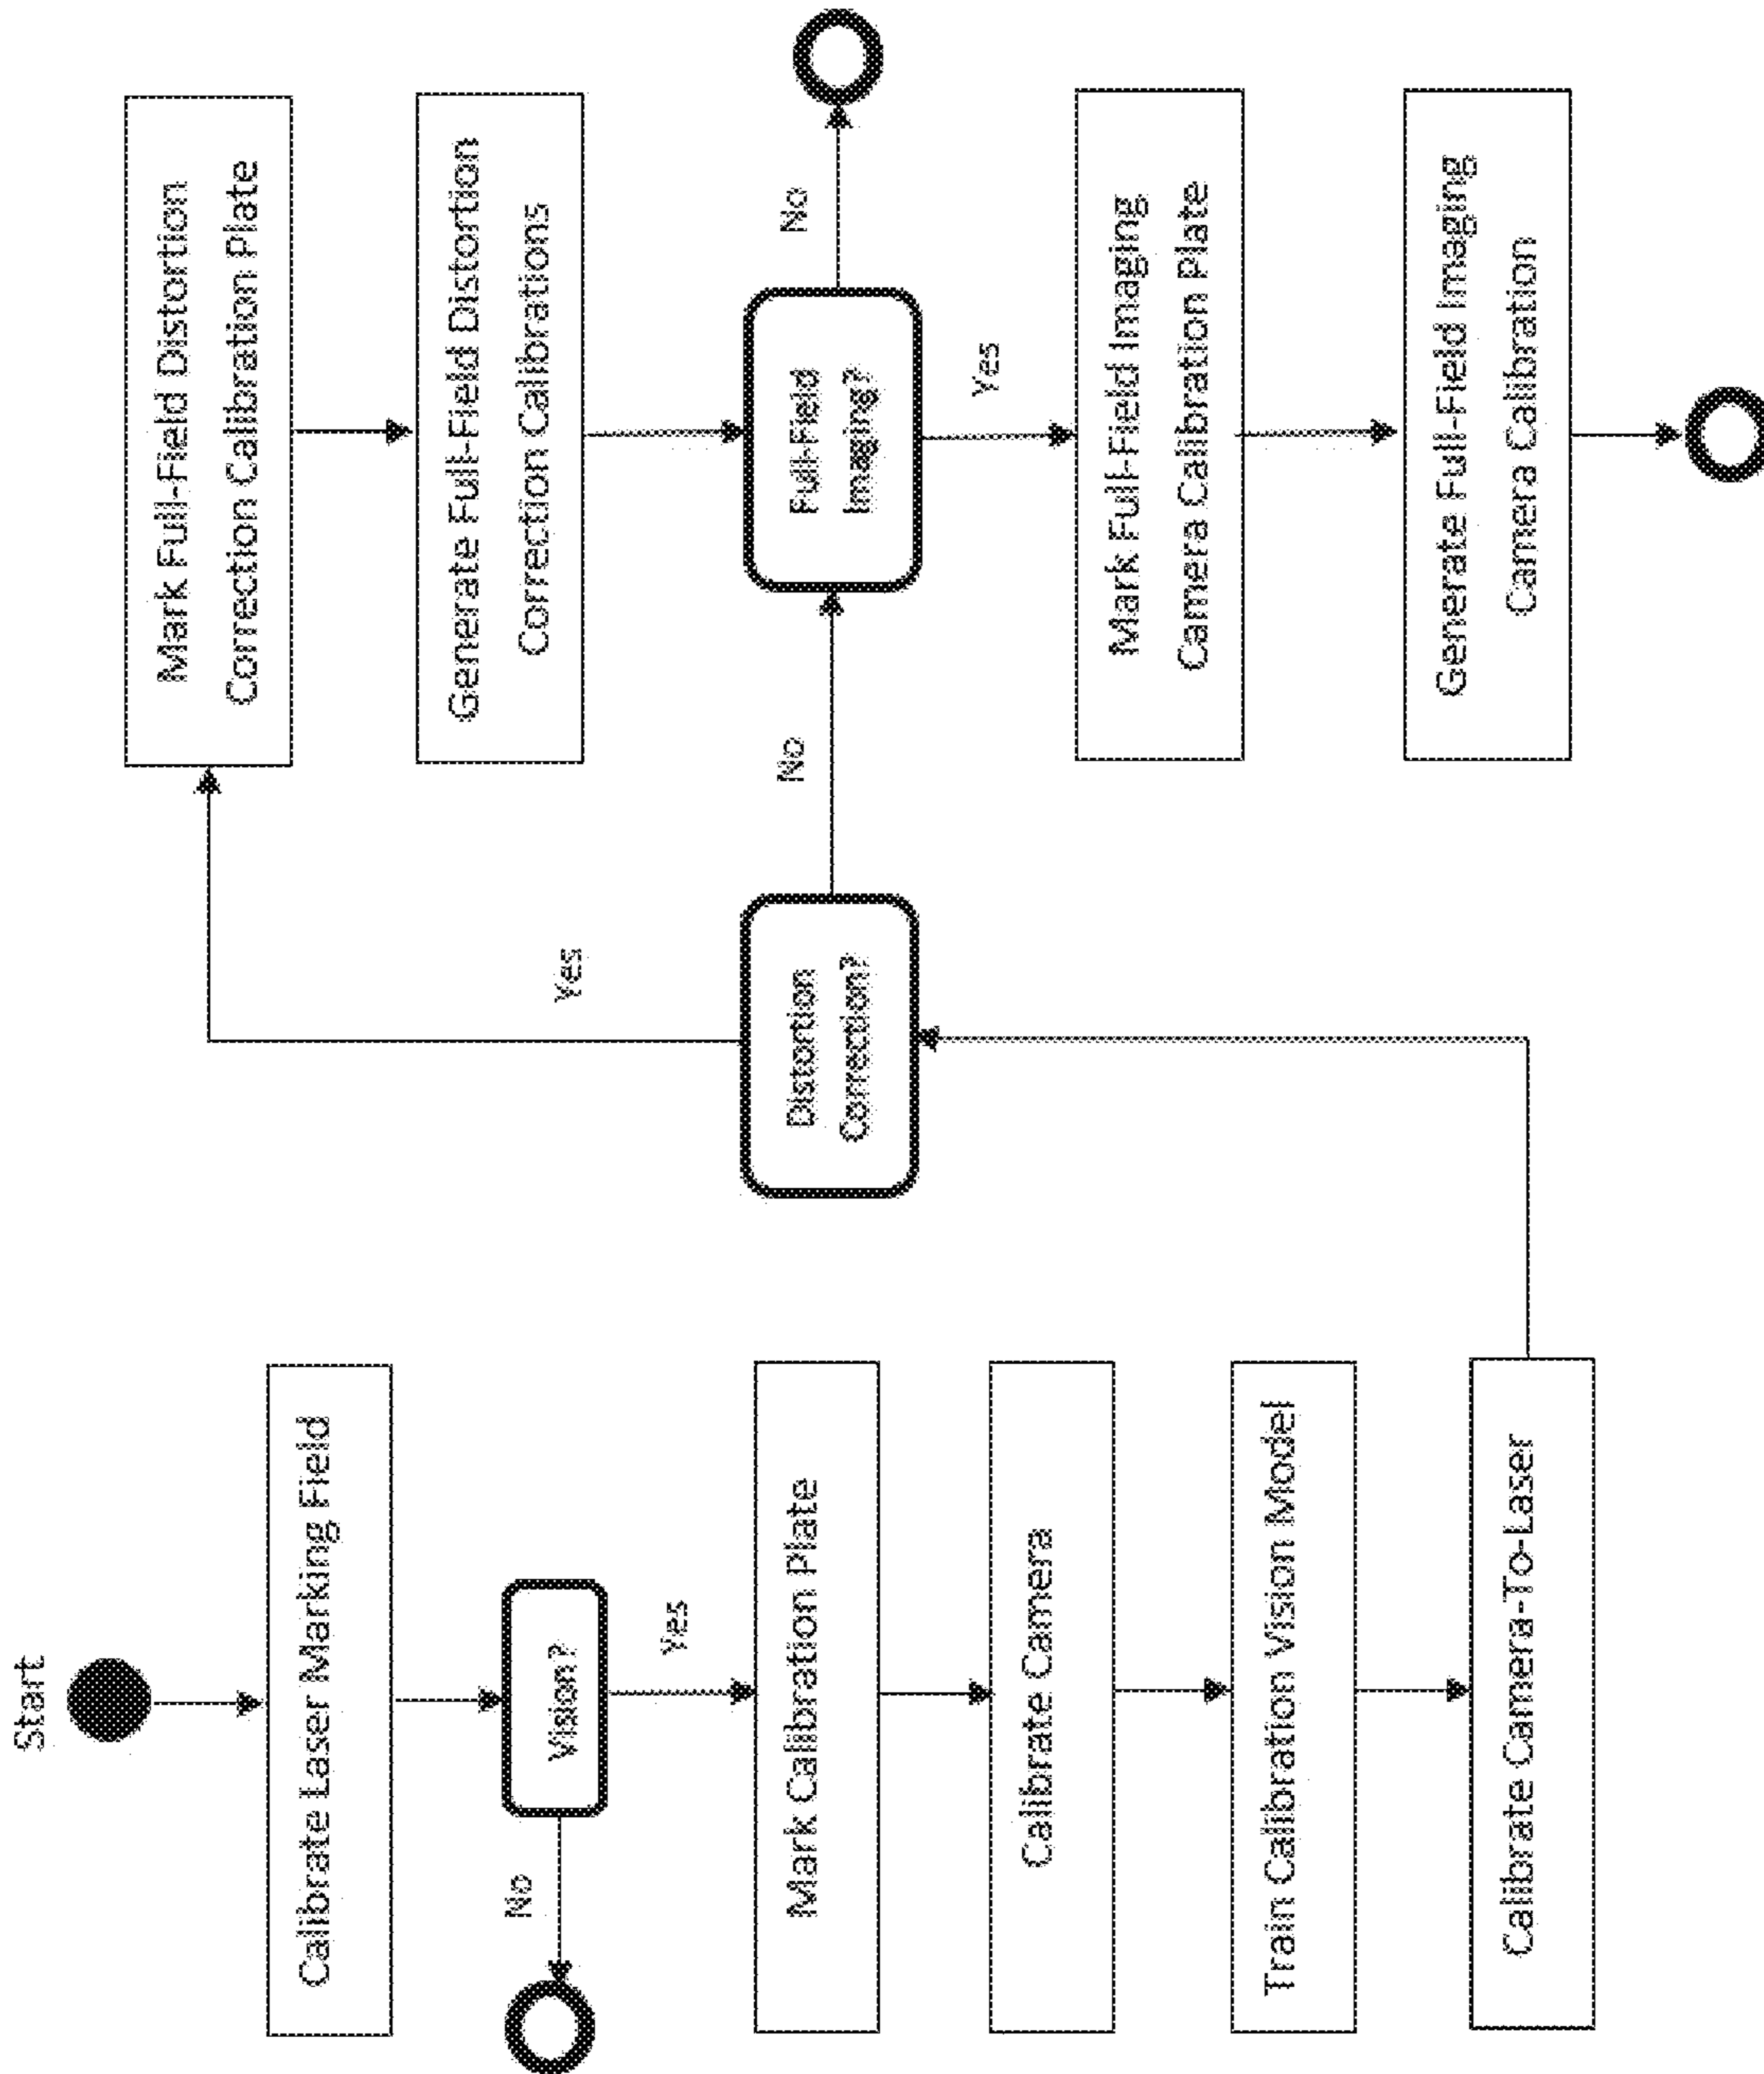 Start
Calibrate Laser Marking Field
Vision?
No
Yes
Mark Calibration Plate
Calibrate Camera
Train Calibration Vision Model
Calibrate Camera-To-Laser
Distortion
Correction?
Yes
No
Mark Full-Field Distortion
Correction Calibration Plate
Generate Full-Field Distortion
Correction Calibrations
Full-Field
Imaging?
No
Yes
Mark Full-Field Imaging
Camera Calibration Plate
Generate Full-Field Imaging
Camera Calibration